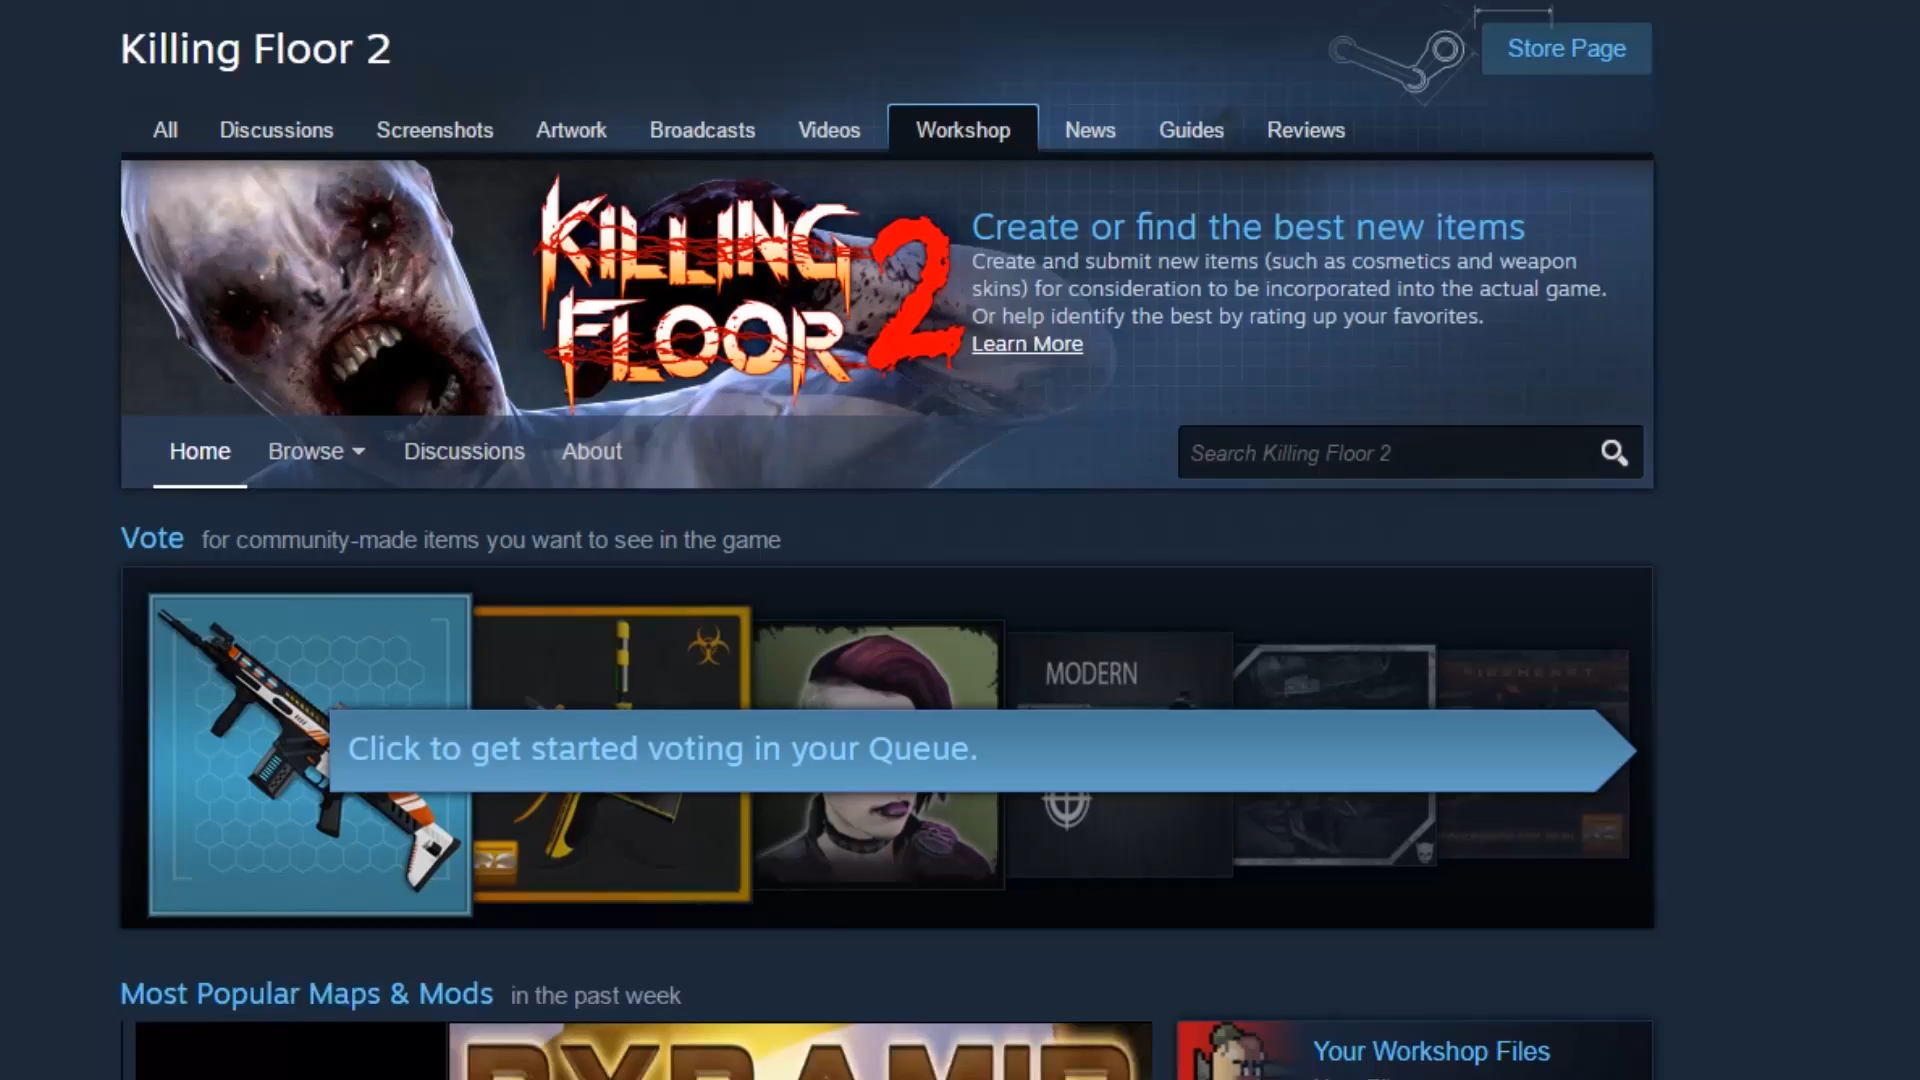 Killing Floor 2
Store Page
All Discussions Screenshots Artwork Broadcasts Videos Workshop News Guides Reviews
KILLING
FLOOR 2
Create or find the best new items
Create and submit new items (such as cosmetics and weapon
skins) for consideration to be incorporated into the actual game.
Or help identify the best by rating up your favorites.
Learn More
Home Browse Discussions About
Search Killing Floor 2
Vote for community-made items you want to see in the game
MODERN
Click to get started voting in your Queue.
Most Popular Maps & Mods in the past week
PYRAMID
Your Workshop Files